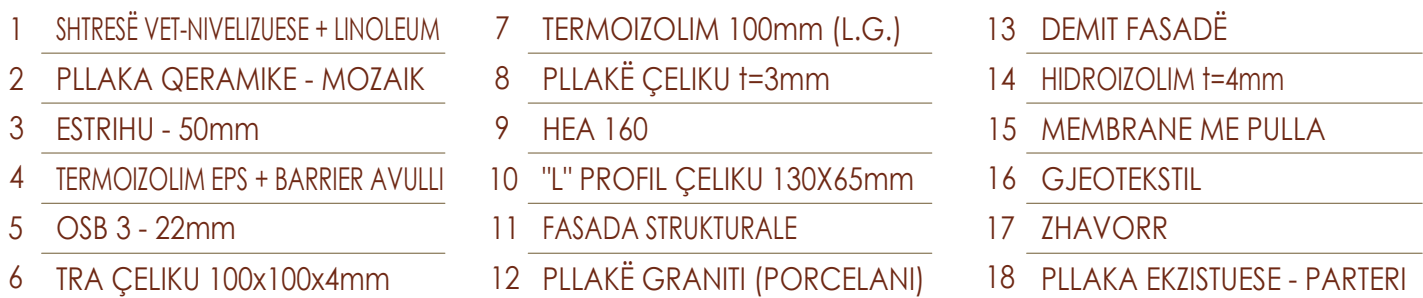 1 SHTRESË VET-NIVELIZUESE + LINOLEUM
2 PLLAKA QERAMIKE - MOZAIK
3 ESTRIHU - 50mm
4 TERMOIZOLIM EPS + BARRIER AVULLI
5 OSB 3 - 22mm
6 TRA ÇELIKU 100x100x4mm
7 TERMOIZOLIM 100mm (L.G.)
8 PLLAKË ÇELIKU t=3mm
9 HEA 160
10 "L" PROFIL ÇELIKU 130X65mm
11 FASADA STRUKTURALE
12 PLLAKË GRANITI (PORCELANI)
13 DEMIT FASADË
14 HIDROIZOLIM t=4mm
15 MEMBRANE ME PULLA
16 GJEOTEKSTIL
17 ZHAVORR
18 PLLAKA EKZISTUESE - PARTERI